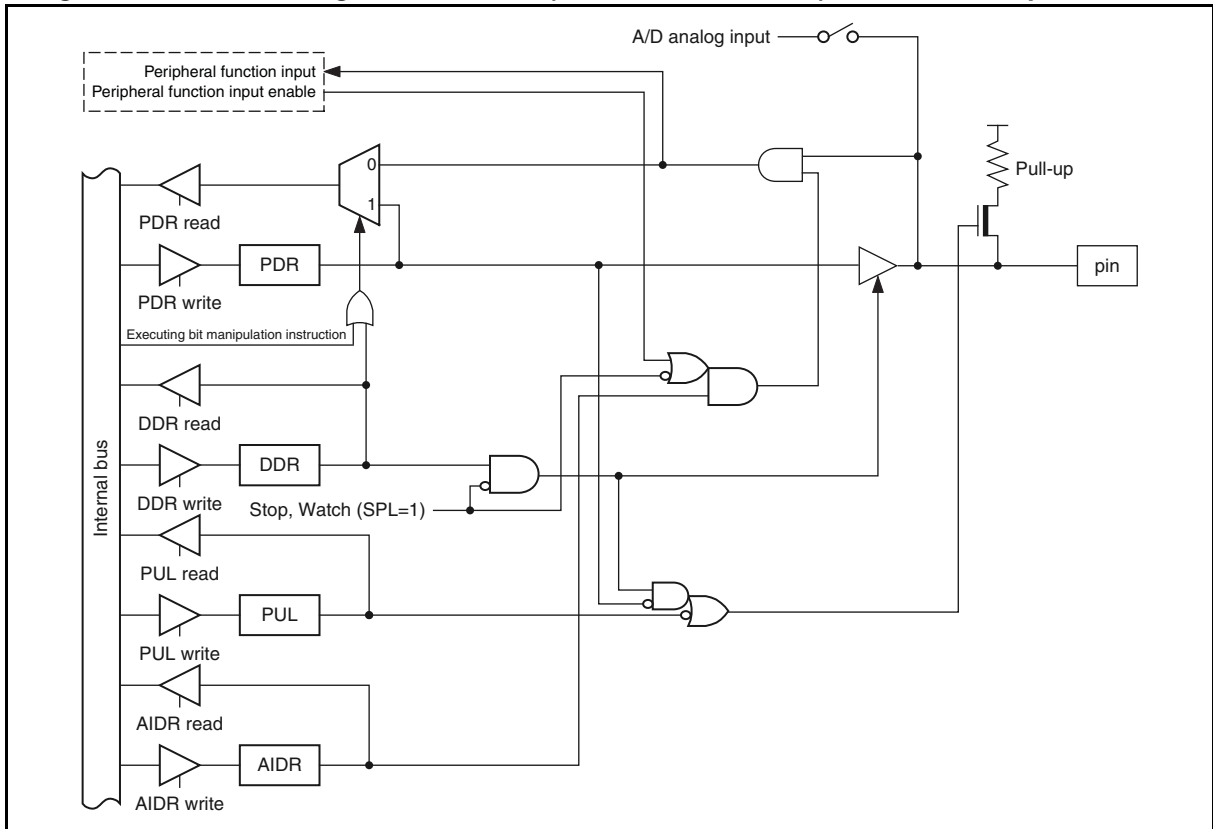 A/D analog input
Peripheral function input
Peripheral function input enable
0
Pull-up
1
PDR read
PDR
pin
PDR write
Executing bit manipulation instruction
DDR read
Internal bus
DDR
DDR write
Stop, Watch (SPL=1)
PUL read
PUL
PUL write
AIDR read
AIDR
AIDR write